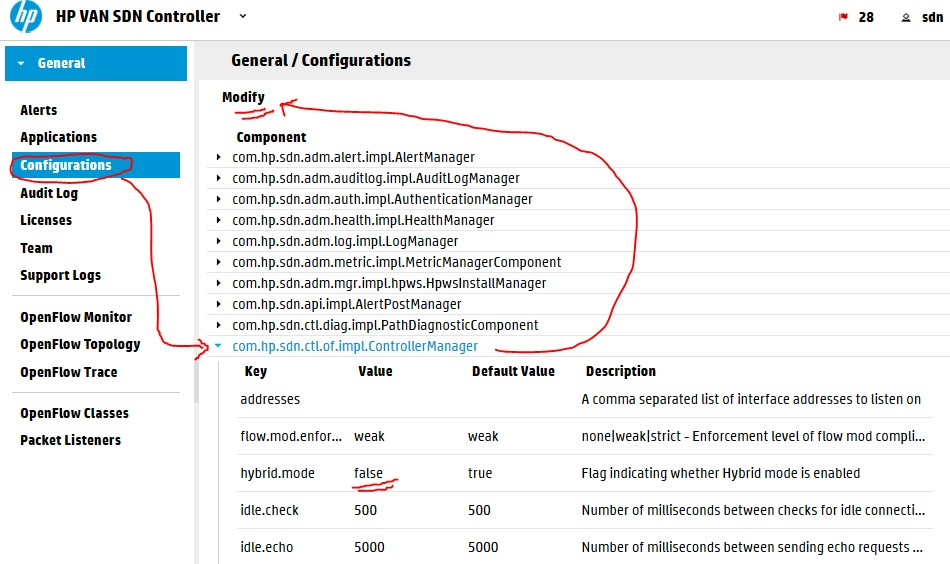 hp HP VAN SDN Controller 28 sdn
General
General / Configurations
Modify
Alerts
Applications
Configurations
Audit Log
Licenses
Team
Support Logs
OpenFlow Monitor
OpenFlow Topology
OpenFlow Trace
OpenFlow Classes
Packet Listeners
Component
com.hp.sdn.adm.alert.impl.AlertManager
com.hp.sdn.adm.auditlog.impl.AuditLogManager
com.hp.sdn.adm.auth.impl.AuthenticationManager
com.hp.sdn.adm.health.impl.HealthManager
com.hp.sdn.adm.log.impl.LogManager
com.hp.sdn.adm.metric.impl.MetricManagerComponent
com.hp.sdn.adm.mgr.impl.hpws.HpwsInstallManager
com.hp.sdn.api.impl.AlertPostManager
com.hp.sdn.ctl.diag.impl.PathDiagnosticComponent
com.hp.sdn.ctl.of.impl.ControllerManager
Key Value Default Value Description
addresses A comma separated list of interface addresses to listen on
flow.mod.enfor... weak weak none|weak|strict - Enforcement level of flow mod compli...
hybrid.mode false true Flag indicating whether Hybrid mode is enabled
idle.check 500 500 Number of milliseconds between checks for idle connecti...
idle.echo 5000 5000 Number of milliseconds between sending echo requests ...